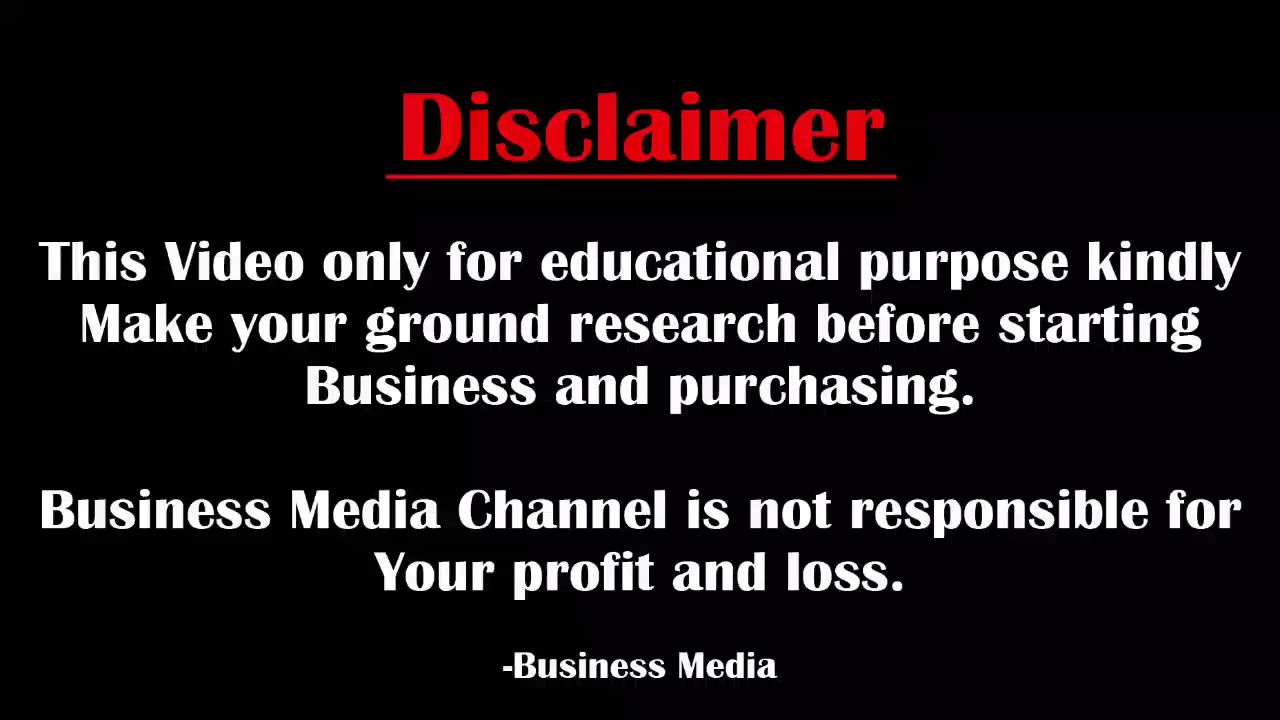 Disclaimer
This Video only for educational purpose kindly
Make your ground research before starting
Business and purchasing.
Business Media Channel is not responsible for
Your profit and loss.
-Business Media